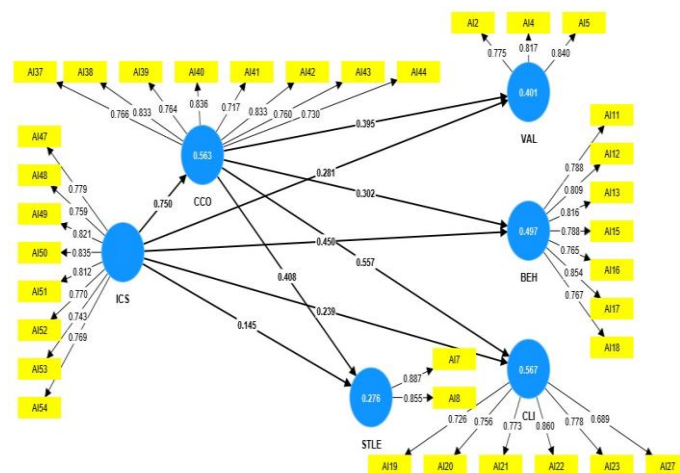 AI2 AI4 AI5
0.775 0.817 0.840
AI37 AI38 AI39 AI40 AI41 AI42 AI43 AI44
0.766 0.833 0.764 0.836 0.717 0.833 0.760 0.730
0.401
VAL
0.563
CCO
0.395
0.281
0.302
0.750
AI47
AI48
AI49
AI50
AI51
AI52
AI53
AI54
0.779
0.759
0.821
0.835
0.812
0.770
0.743
0.769
ICS
0.450
0.557
0.408
0.239
0.145
AI11
AI12
AI13
AI15
AI16
AI17
AI18
0.788
0.809
0.816
0.788
0.765
0.854
0.767
0.497
BEH
0.276
STLE
AI7
AI8
0.887
0.855
0.567
CLI
0.726 0.756 0.773 0.860 0.778 0.689
AI19 AI20 AI21 AI22 AI23 AI27